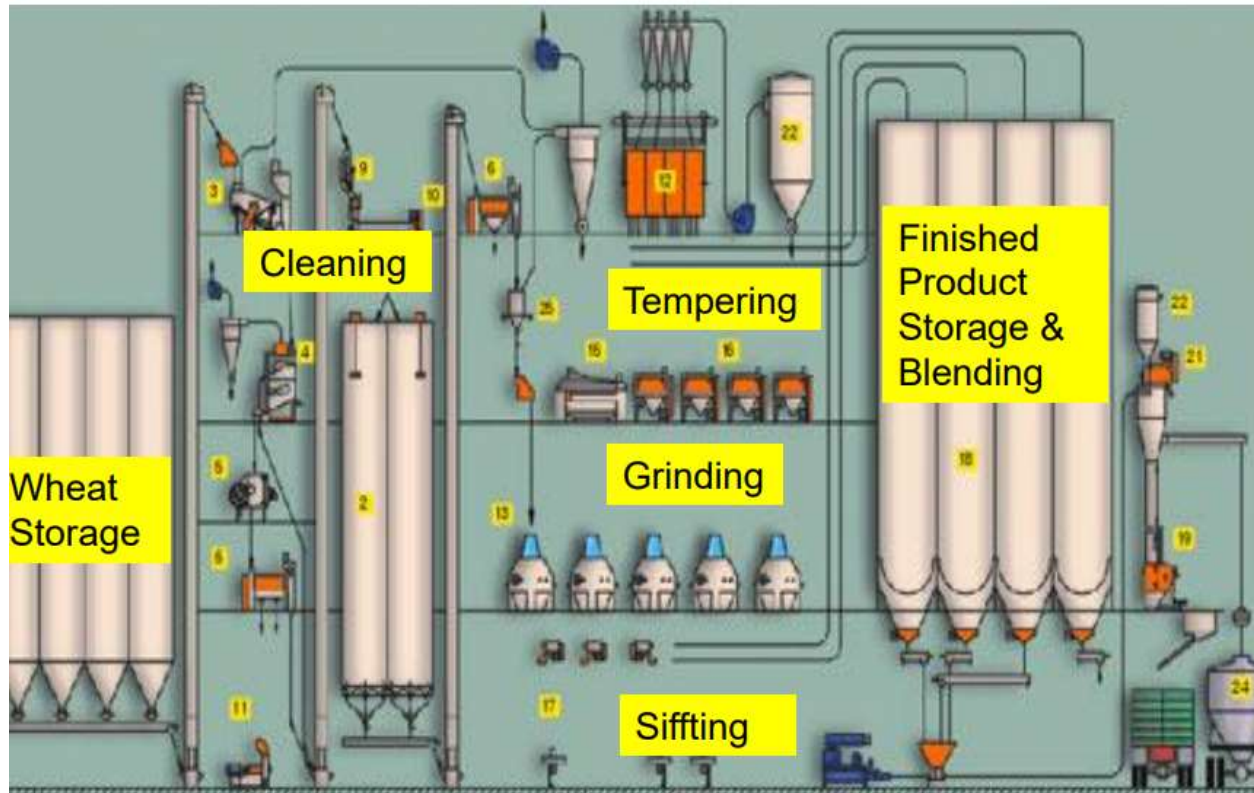 3
9
10
6
12
22
Cleaning
Finished
Product
Storage &
Blending
Tempering
22
21
4
15
16
Wheat
Storage
5
2
Grinding
18
13
19
6
11
17
Siffting
24